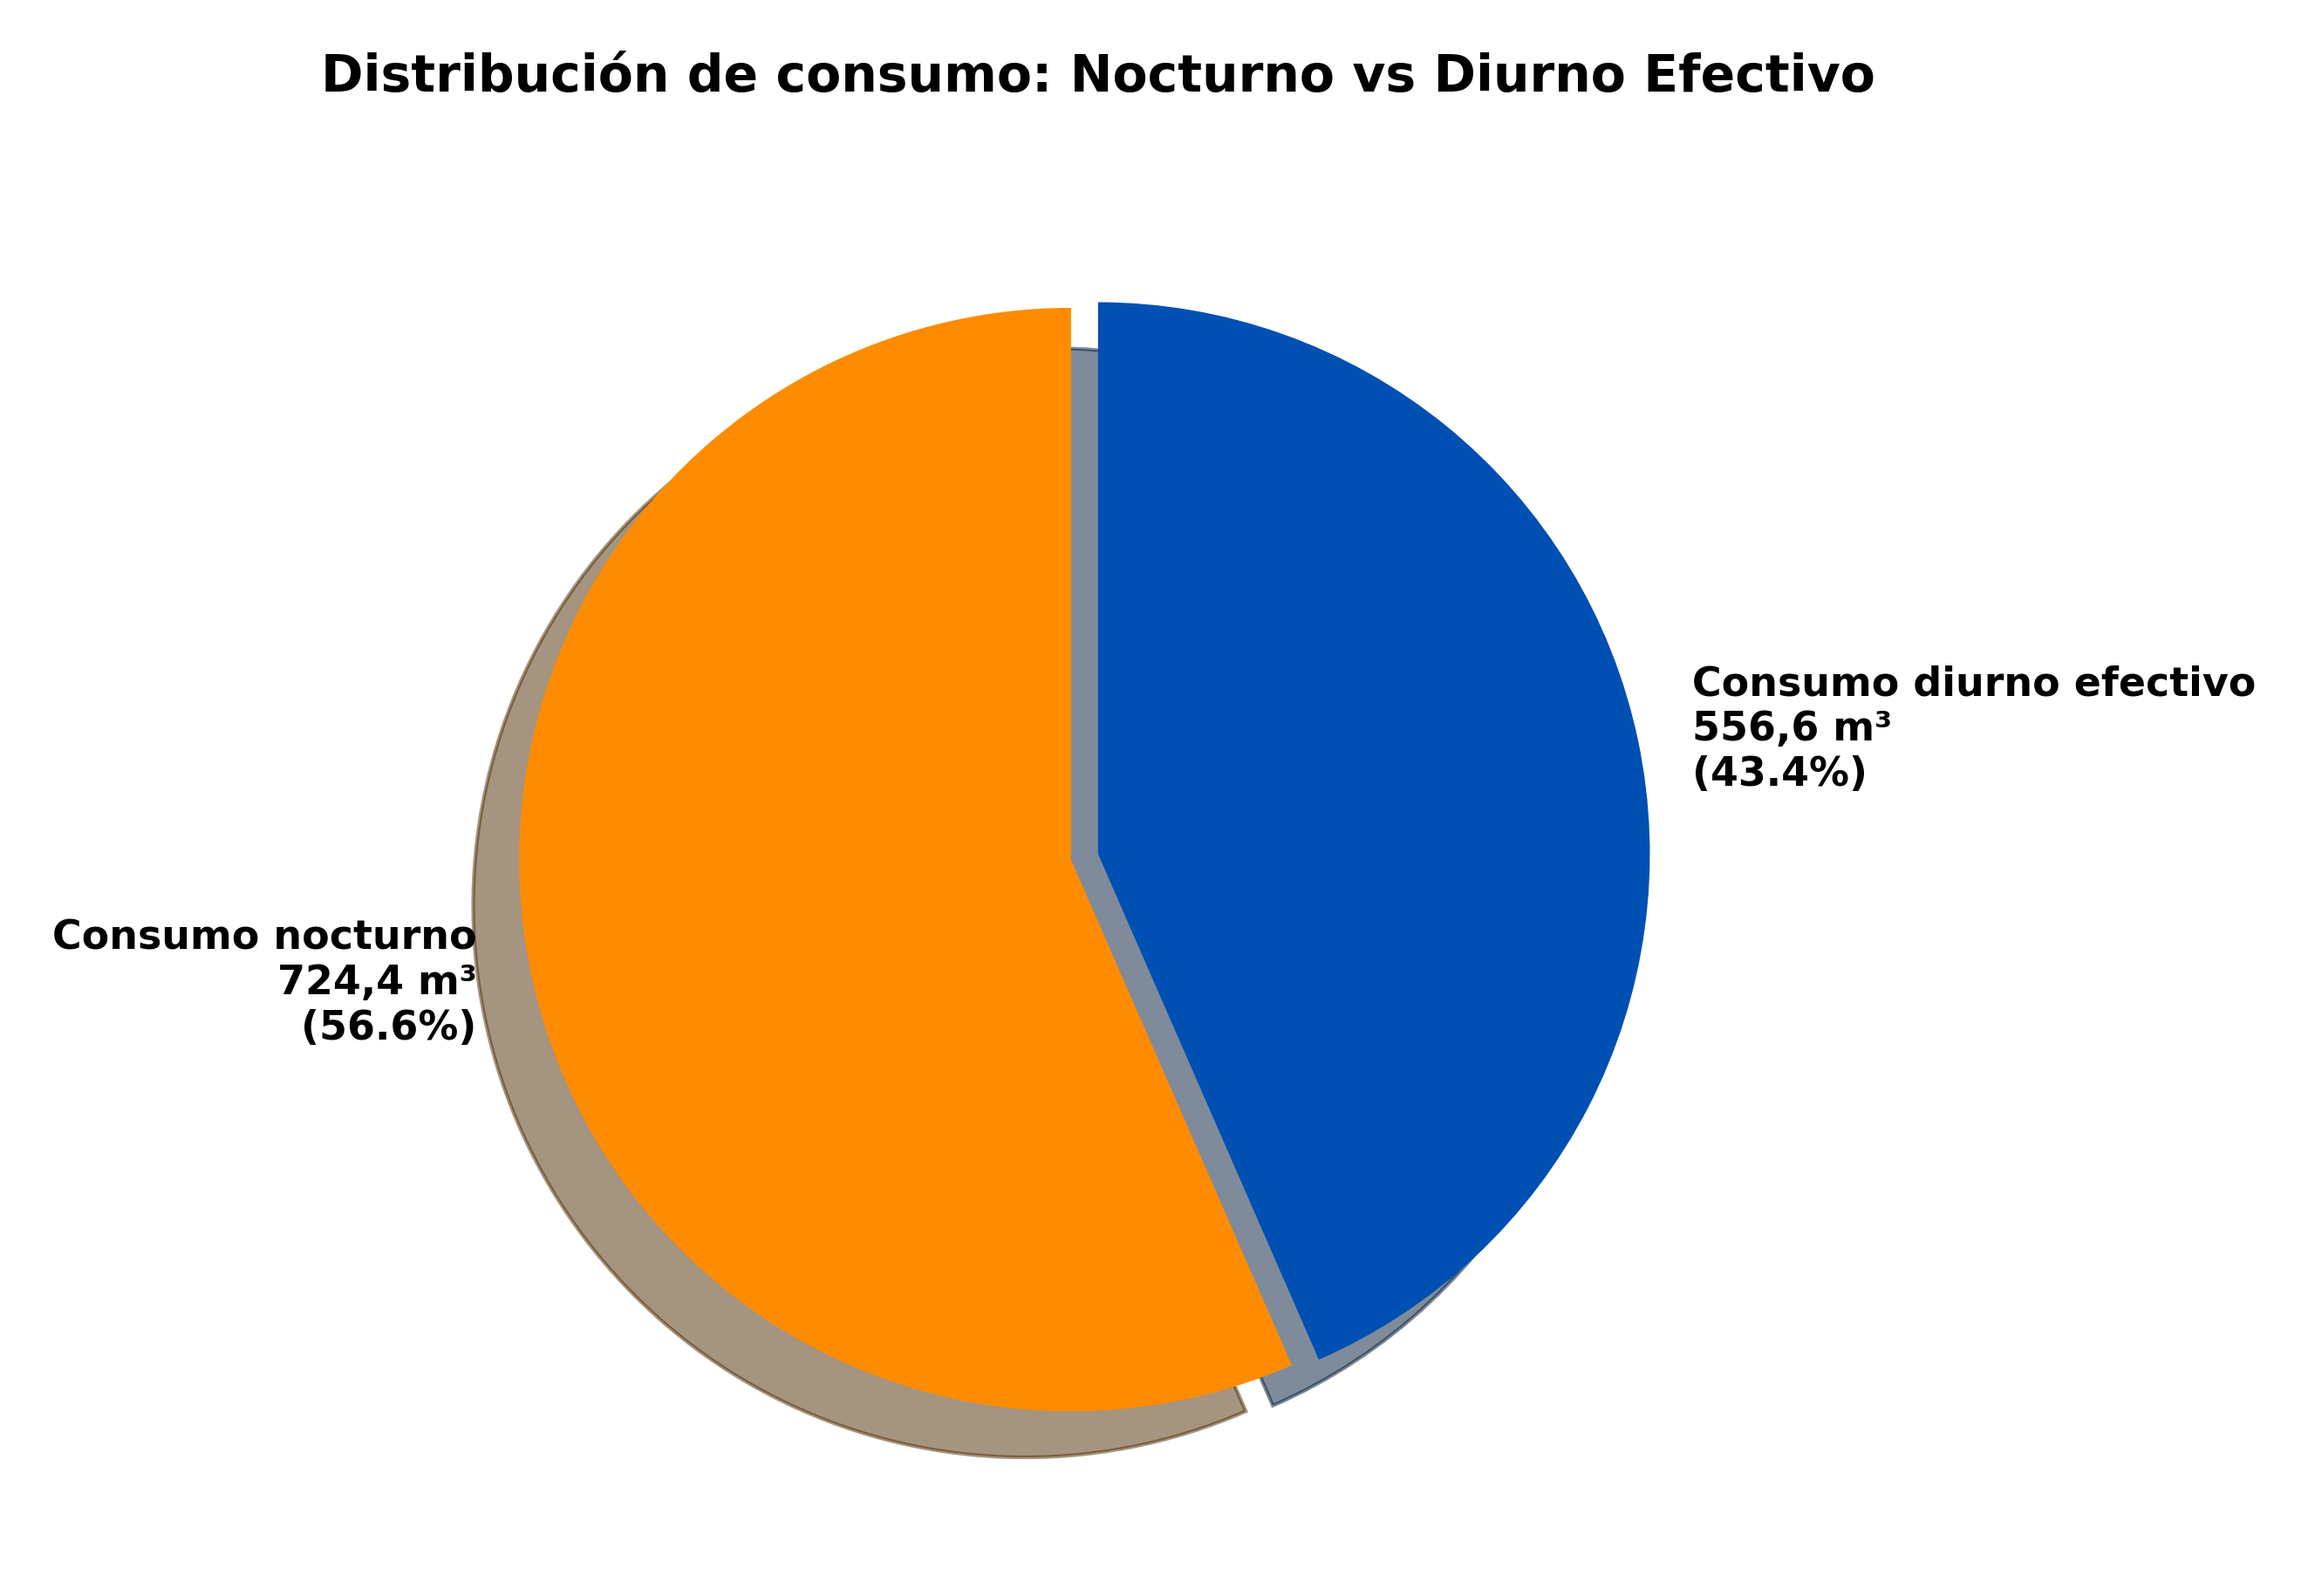 Distribución de consumo: Nocturno vs Diurno Efectivo
Consumo diurno efectivo
556,6 m³
(43.4%)
Consumo nocturno
724,4 m³
(56.6%)